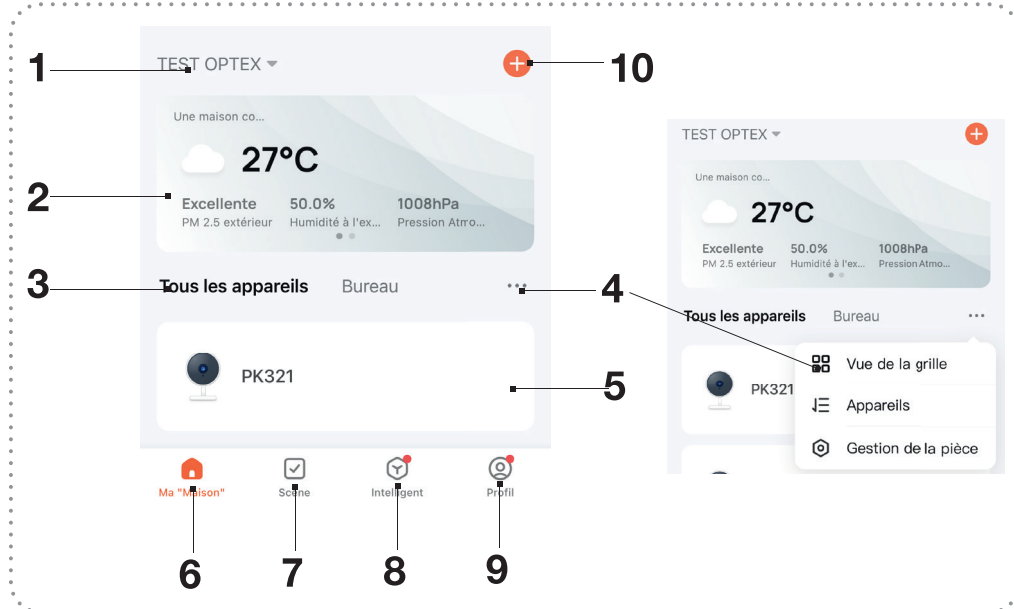 1
TEST OPTEX
10
Une maison co...
27°C
2
Excellente 50.0% 1008hPa
PM 2.5 extérieur Humidité à l'ex... Pression Atmo...
3
Tous les appareils Bureau
4
PK321
5
Ma "Maison" Scène Intelligent Profil
6 7 8 9
TEST OPTEX
Une maison co...
27°C
Excellente 50.0% 1008hPa
PM 2.5 extérieur Humidité à l'ex... Pression Atmo...
Tous les appareils Bureau
PK321
Vue de la grille
Appareils
Gestion de la pièce